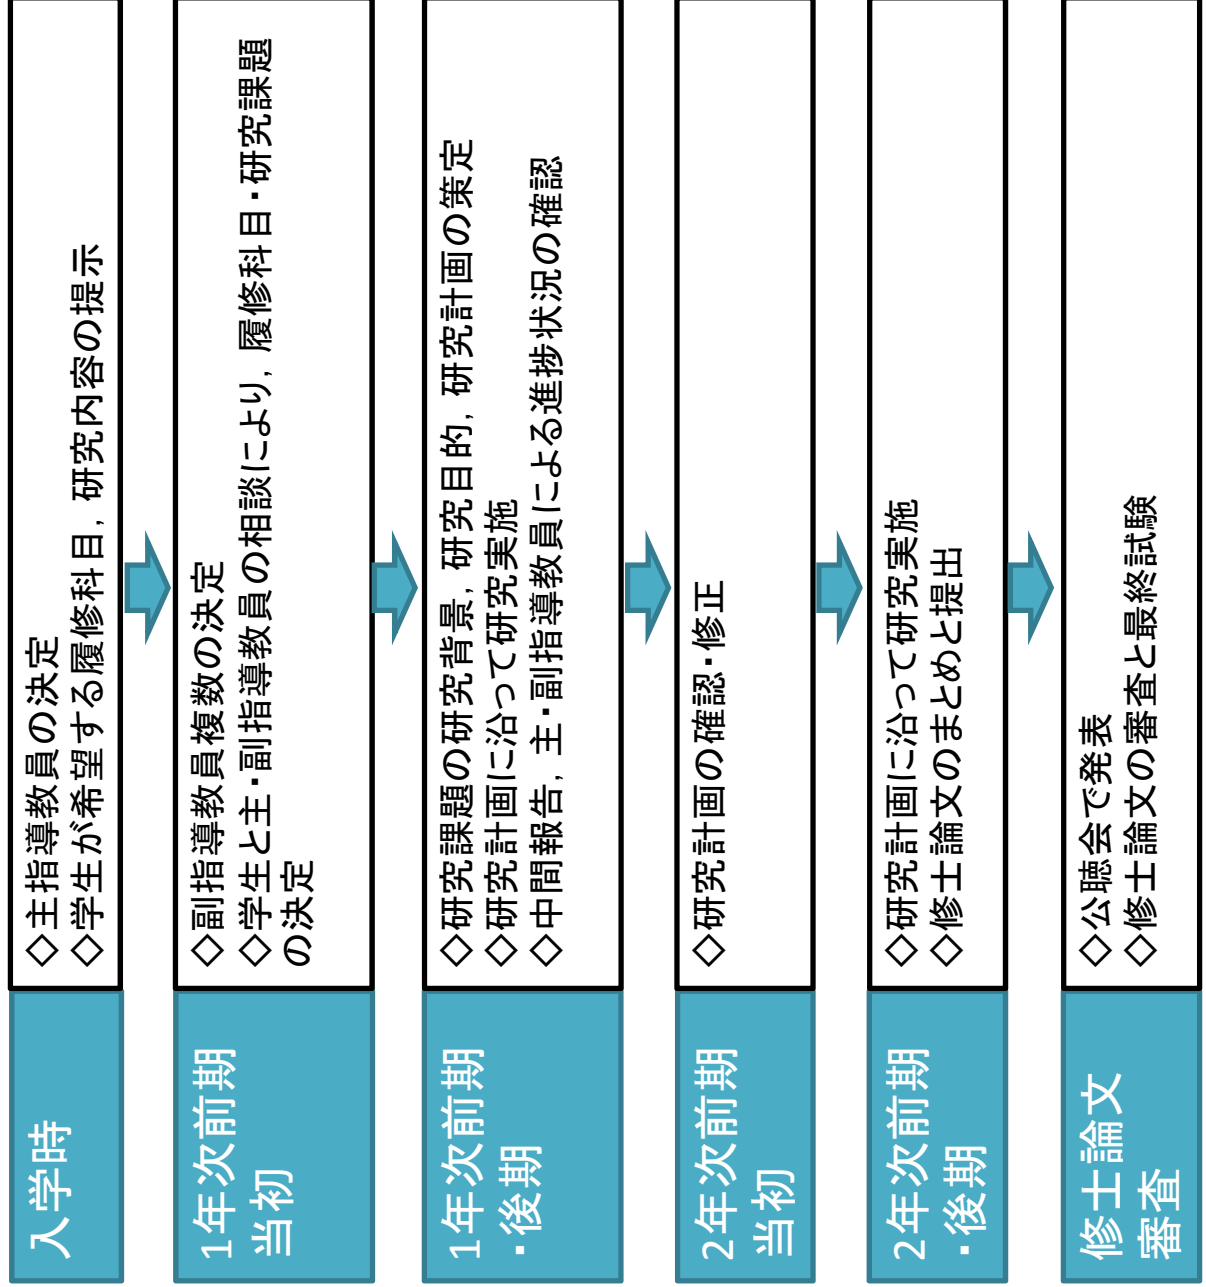 入学時
◇主指導教員の決定
◇学生が希望する履修科目，研究内容の提示
1年次前期
当初
◇副指導教員複数の決定
◇学生と主・副指導教員の相談により，履修科目・研究課題
の決定
1年次前期
・後期
◇研究課題の研究背景，研究目的，研究計画の策定
◇研究計画に沿って研究実施
◇中間報告，主・副指導教員による進捗状況の確認
2年次前期
当初
◇研究計画の確認・修正
2年次前期
・後期
◇研究計画に沿って研究実施
◇修士論文のまとめと提出
修士論文
審査
◇公聴会で発表
◇修士論文の審査と最終試験